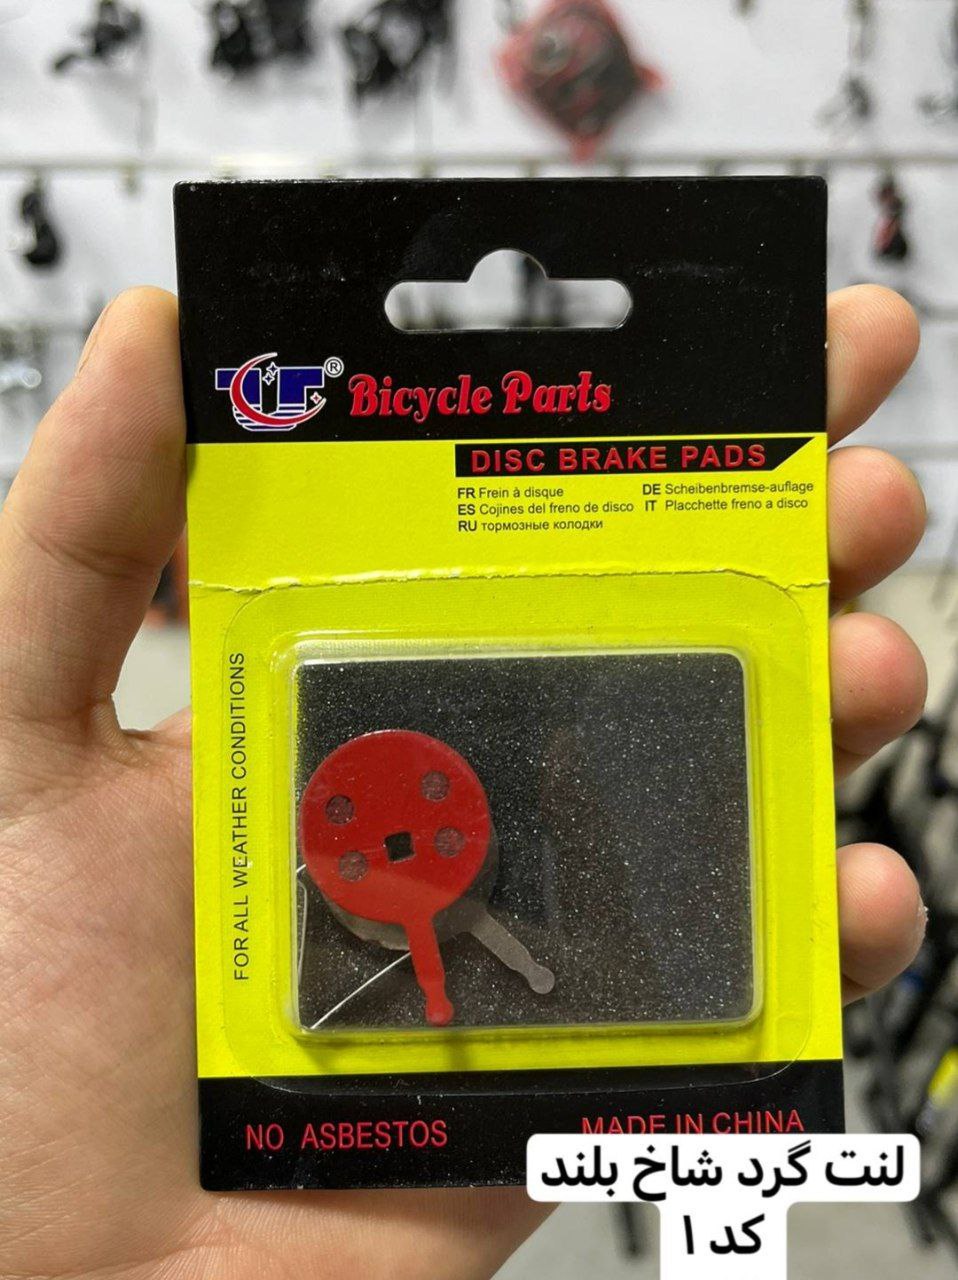 ® Bicycle Parts
DISC BRAKE PADS
FR Frein à disque
DE Scheibenbremse-auflage
ES Cojines del freno de disco
IT Placchette freno a disco
RU тормозные колодки
FOR ALL WEATHER CONDITIONS
NO ASBESTOS
MADE IN CHINA
لنت گرد شاخ بلند
کد ۱